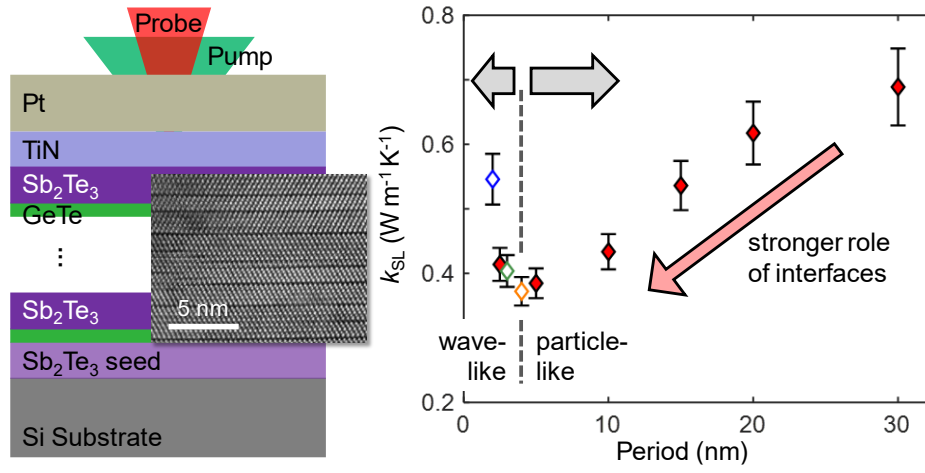 Probe
Pump
Pt
TiN
Sb₂Te₃
GeTe
...
5 nm
Sb₂Te₃
Sb₂Te₃ seed
Si Substrate
k_SL (W m⁻¹ K⁻¹)
0.8
0.6
0.4
0.2
stronger role
of interfaces
wave-
like
particle-
like
0 10 20 30
Period (nm)